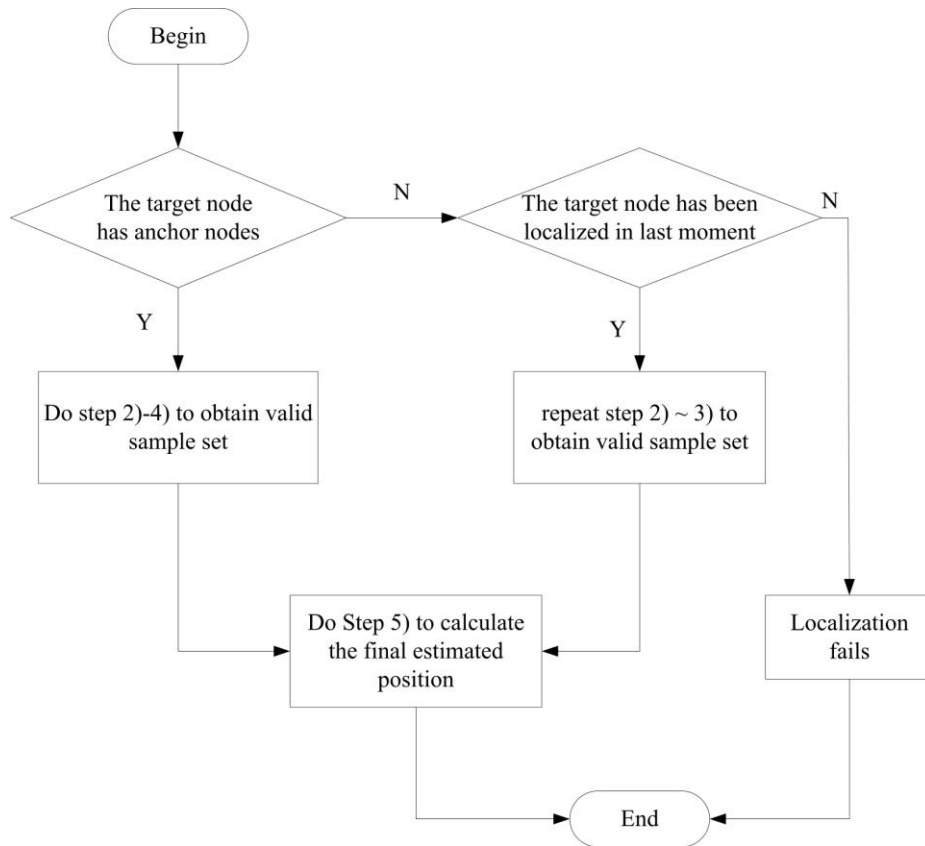 Begin
The target node
has anchor nodes
N
The target node has been
localized in last moment
N
Y
Y
Do step 2)-4) to obtain valid
sample set
repeat step 2) ~ 3) to
obtain valid sample set
Do Step 5) to calculate
the final estimated
position
Localization
fails
End